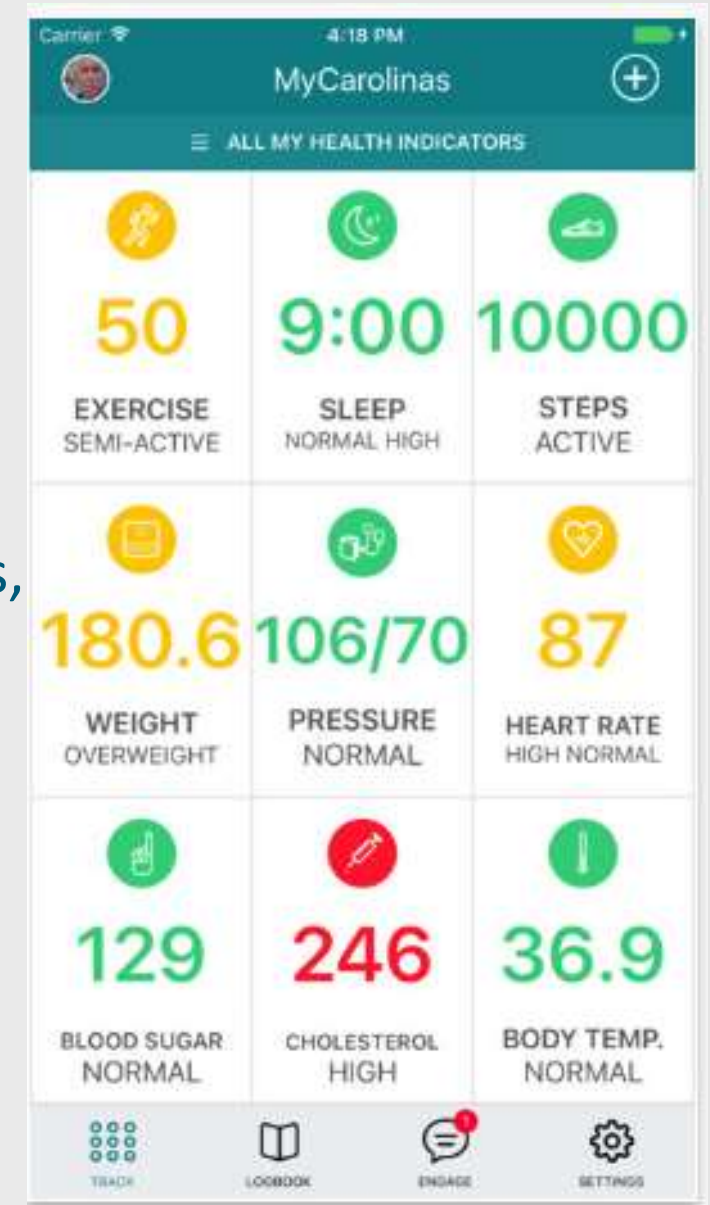 Carrier 4:18 PM
MyCarolinas
ALL MY HEALTH INDICATORS
50 9:00 10000
EXERCISE SLEEP STEPS
SEMI-ACTIVE NORMAL HIGH ACTIVE
s,
180.6 106/70 87
WEIGHT PRESSURE HEART RATE
OVERWEIGHT NORMAL HIGH NORMAL
129 246 36.9
BLOOD SUGAR CHOLESTEROL BODY TEMP.
NORMAL HIGH NORMAL
1
TRACK LOGBOOK ENGAGE SETTINGS